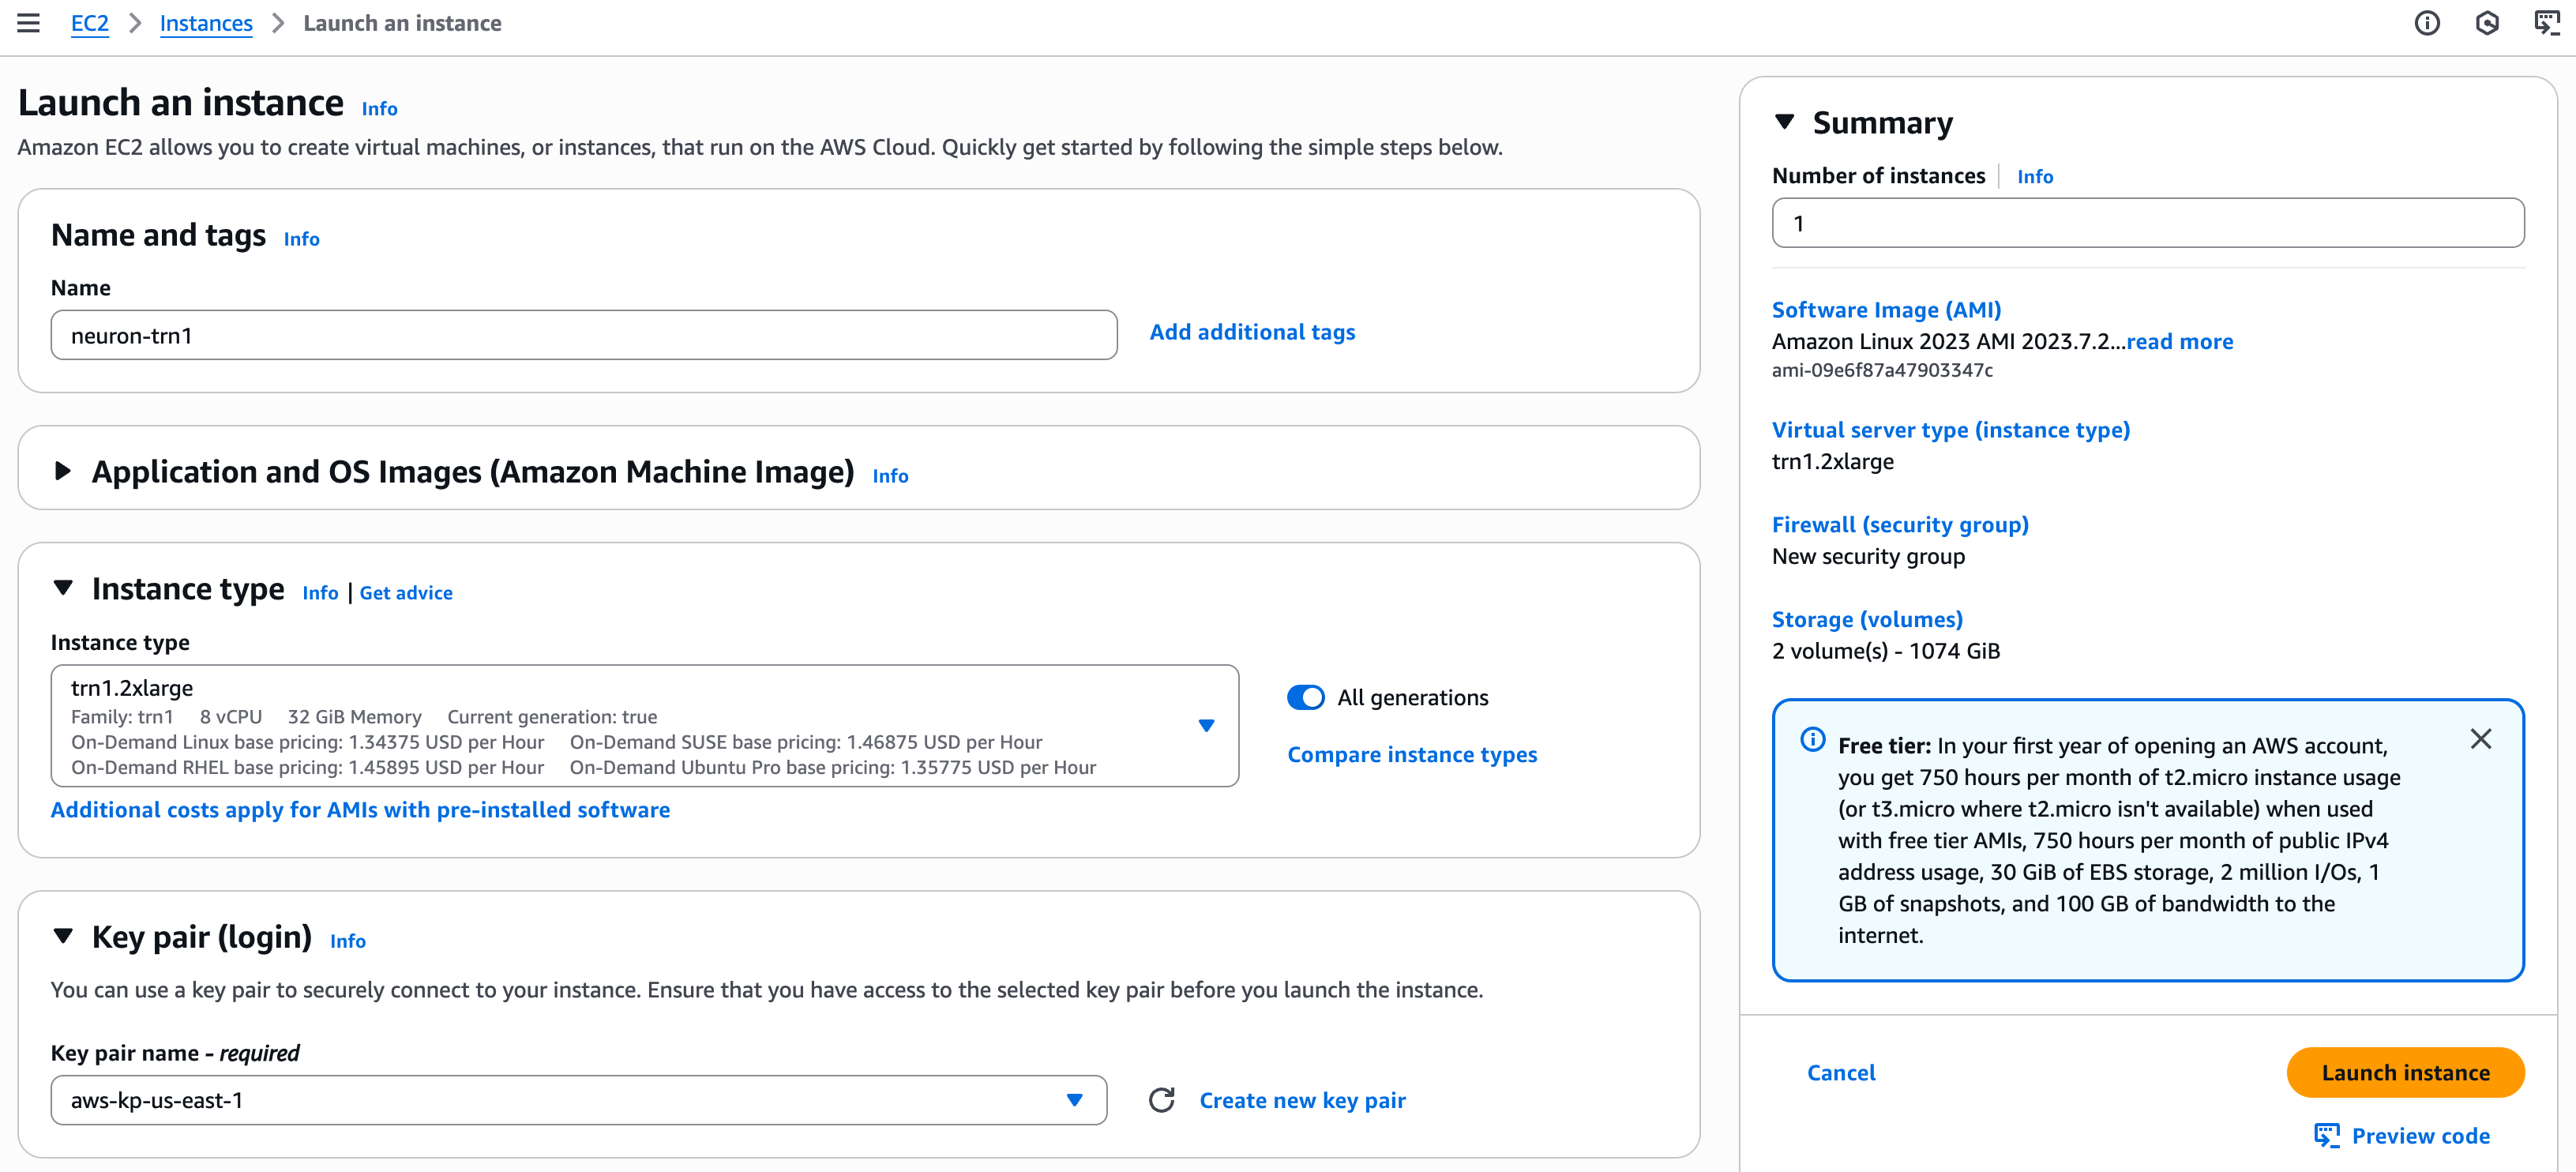 EC2 > Instances > Launch an instance
Launch an instance Info
Amazon EC2 allows you to create virtual machines, or instances, that run on the AWS Cloud. Quickly get started by following the simple steps below.
Name and tags Info
Name
neuron-trn1
Add additional tags
Application and OS Images (Amazon Machine Image) Info
Instance type Info | Get advice
Instance type
trn1.2xlarge
Family: trn1 8 vCPU 32 GiB Memory Current generation: true
On-Demand Linux base pricing: 1.34375 USD per Hour On-Demand SUSE base pricing: 1.46875 USD per Hour
On-Demand RHEL base pricing: 1.45895 USD per Hour On-Demand Ubuntu Pro base pricing: 1.35775 USD per Hour
All generations
Compare instance types
Additional costs apply for AMIs with pre-installed software
Key pair (login) Info
You can use a key pair to securely connect to your instance. Ensure that you have access to the selected key pair before you launch the instance.
Key pair name - required
aws-kp-us-east-1
Create new key pair
Summary
Number of instances Info
1
Software Image (AMI)
Amazon Linux 2023 AMI 2023.7.2...read more
ami-09e6f87a47903347c
Virtual server type (instance type)
trn1.2xlarge
Firewall (security group)
New security group
Storage (volumes)
2 volume(s) - 1074 GiB
Free tier: In your first year of opening an AWS account,
you get 750 hours per month of t2.micro instance usage
(or t3.micro where t2.micro isn't available) when used
with free tier AMIs, 750 hours per month of public IPv4
address usage, 30 GiB of EBS storage, 2 million I/Os, 1
GB of snapshots, and 100 GB of bandwidth to the
internet.
Cancel
Launch instance
Preview code